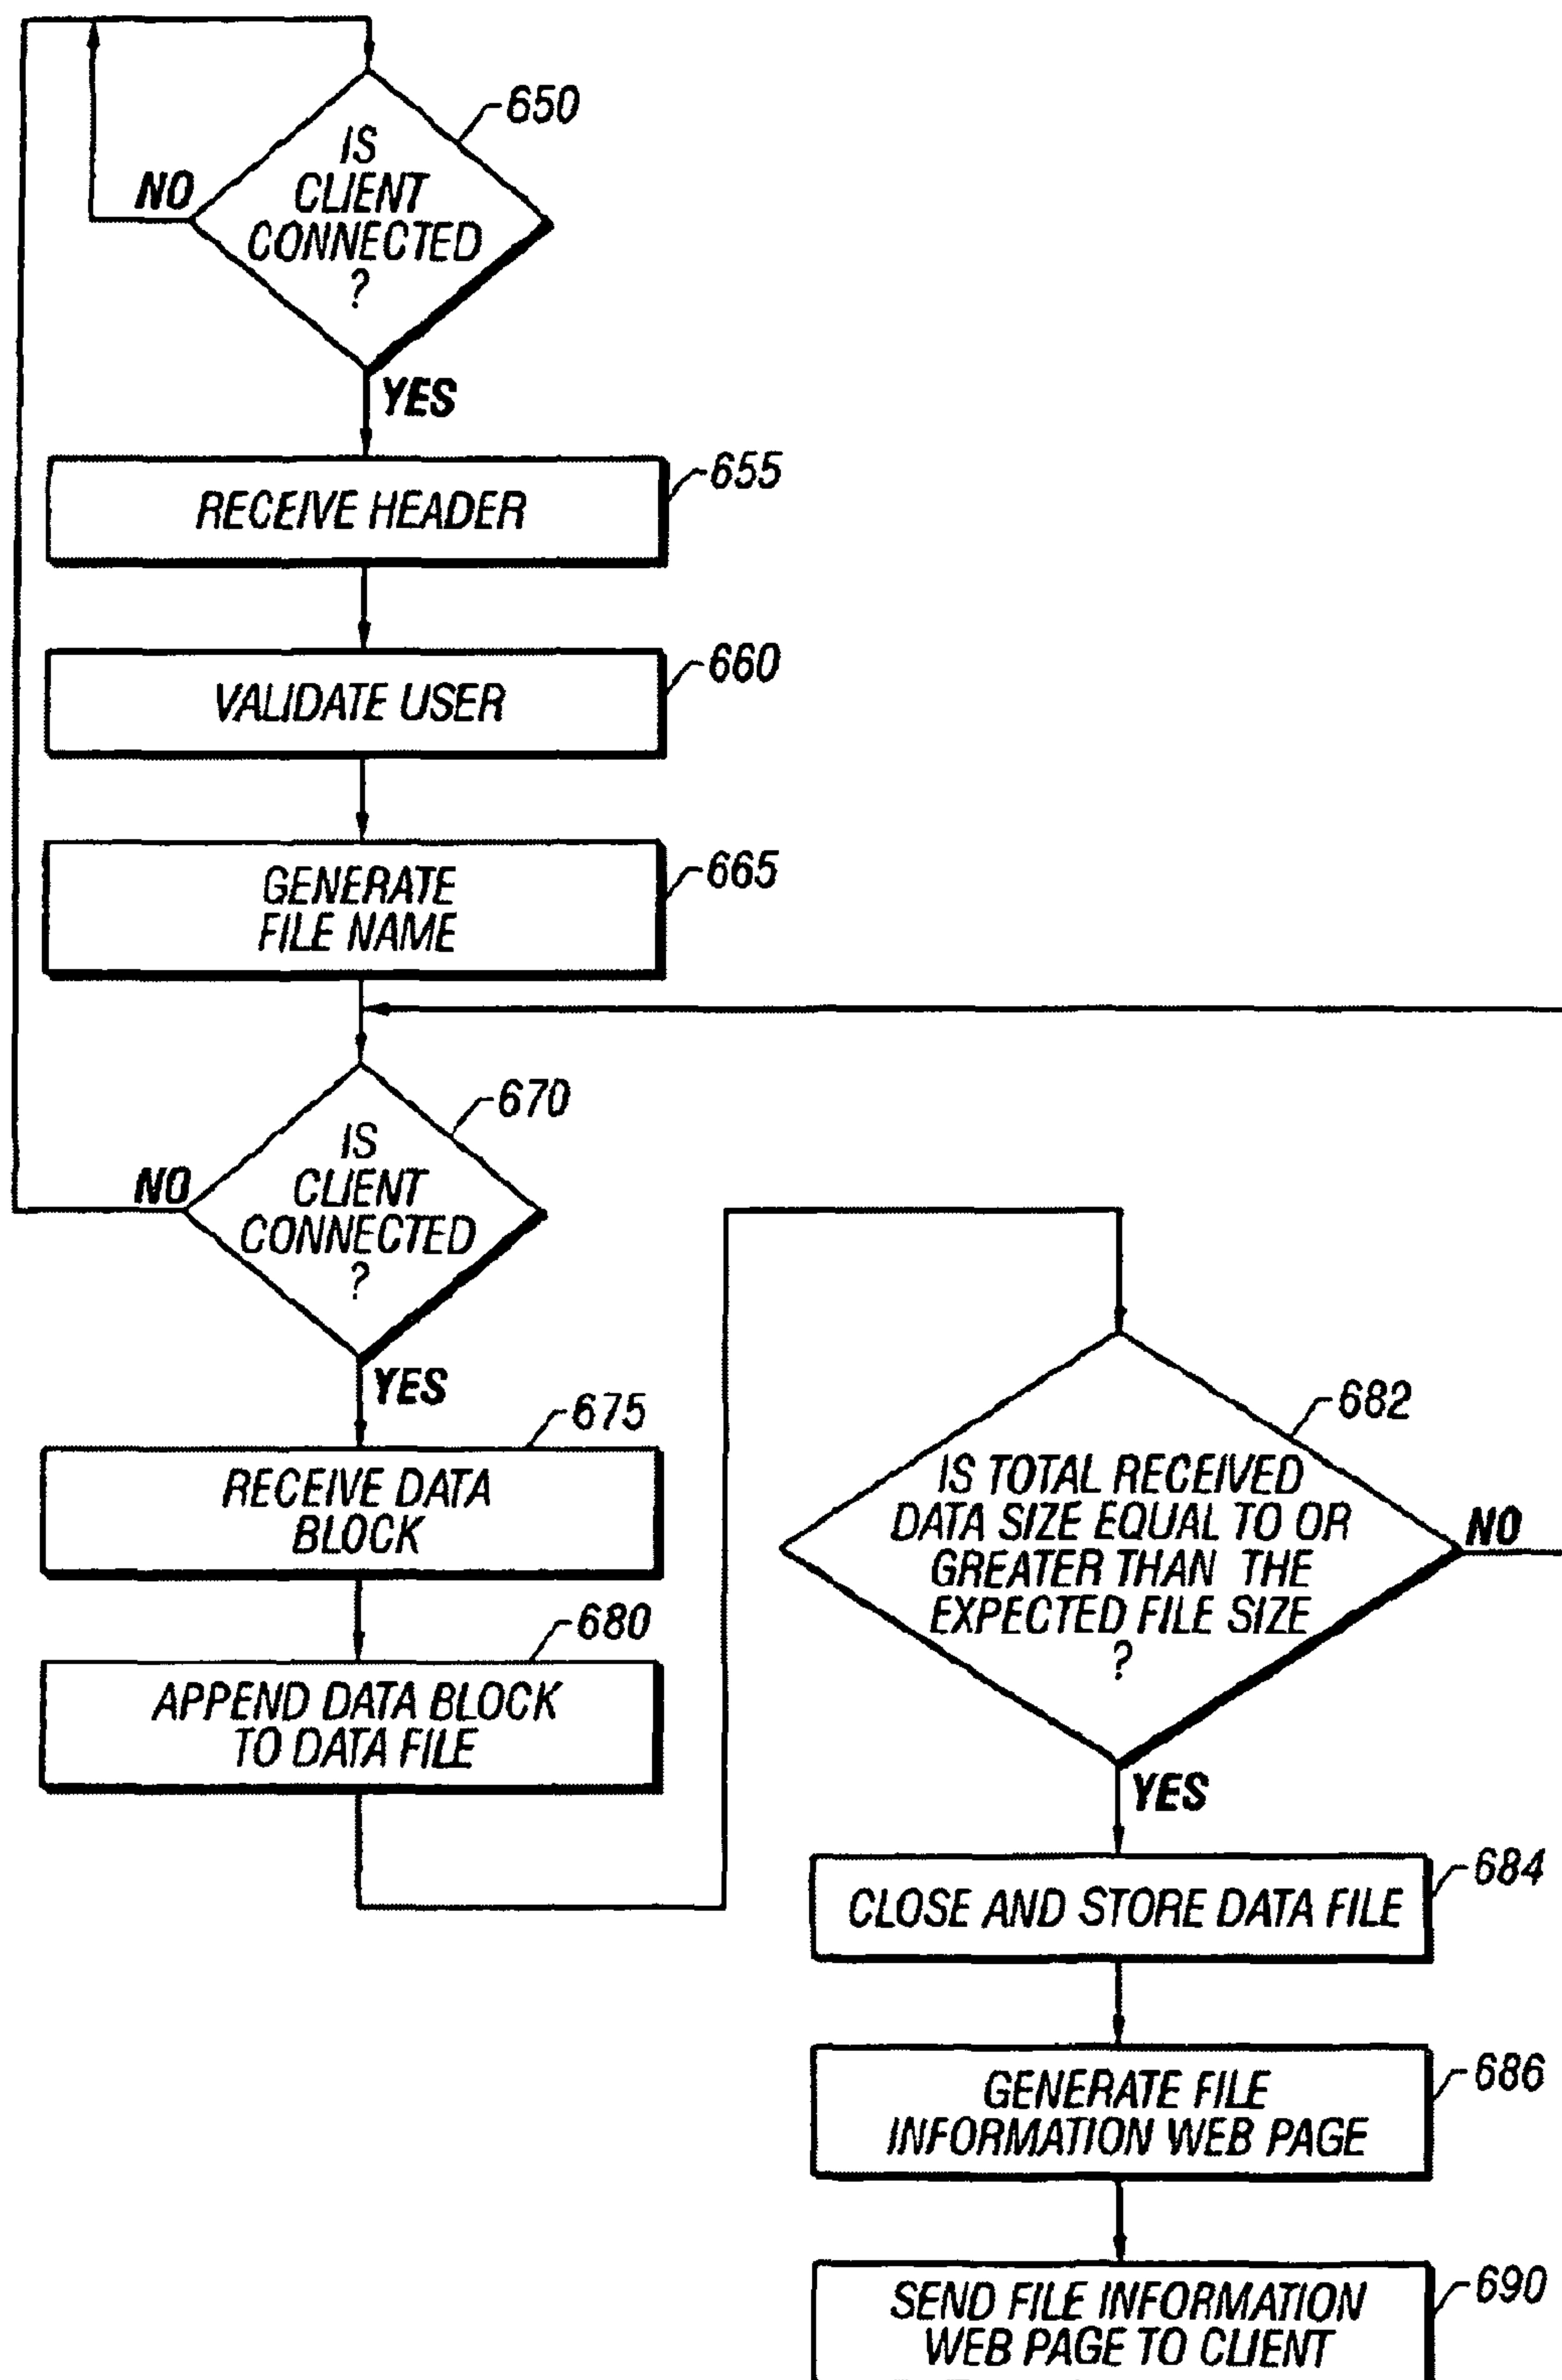 650
IS
CLIENT
CONNECTED
?
NO
YES
655
RECEIVE HEADER
660
VALIDATE USER
665
GENERATE
FILE NAME
670
IS
CLIENT
CONNECTED
?
NO
YES
675
RECEIVE DATA
BLOCK
680
APPEND DATA BLOCK
TO DATA FILE
682
IS TOTAL RECEIVED
DATA SIZE EQUAL TO OR
GREATER THAN THE
EXPECTED FILE SIZE
?
NO
YES
684
CLOSE AND STORE DATA FILE
686
GENERATE FILE
INFORMATION WEB PAGE
690
SEND FILE INFORMATION
WEB PAGE TO CLIENT